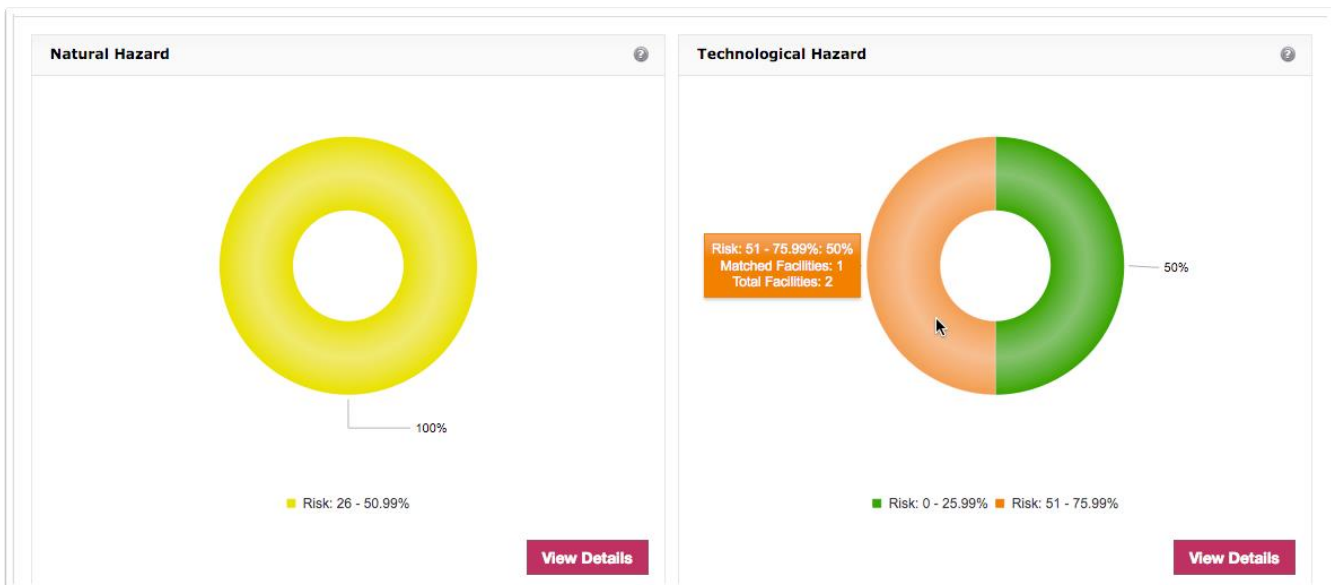 Natural Hazard
100%
Risk: 26 - 50.99%
View Details
Technological Hazard
Risk: 51 - 75.99%: 50%
Matched Facilities: 1
Total Facilities: 2
50%
Risk: 0 - 25.99% Risk: 51 - 75.99%
View Details